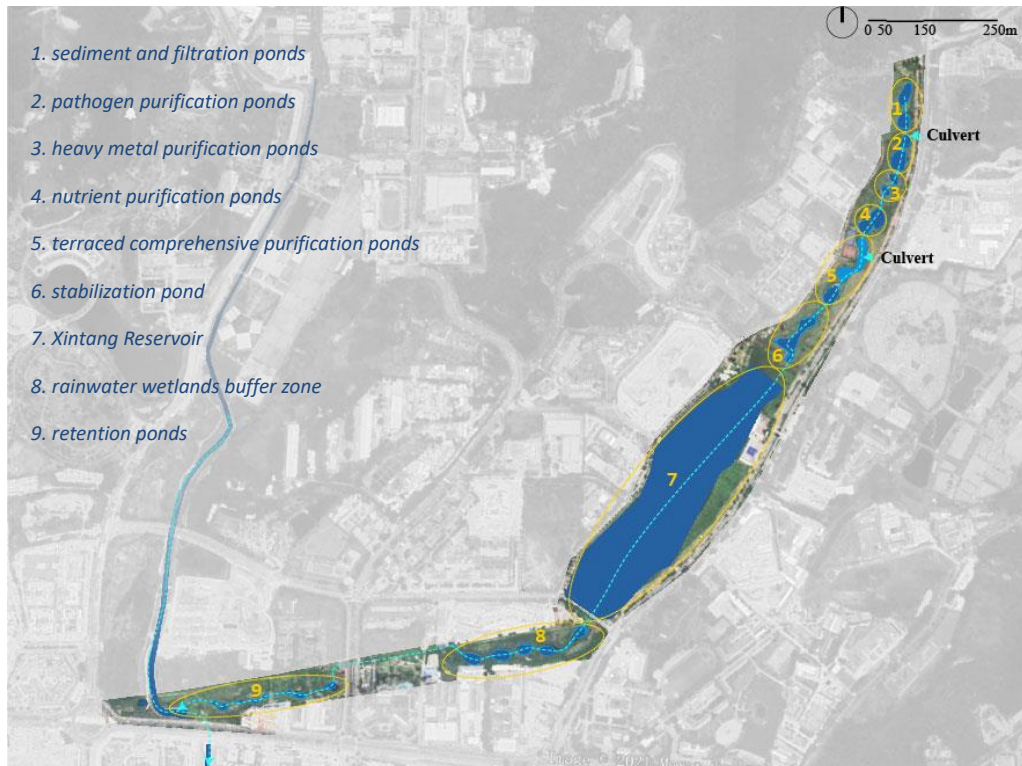 1. sediment and filtration ponds
2. pathogen purification ponds
3. heavy metal purification ponds
4. nutrient purification ponds
5. terraced comprehensive purification ponds
6. stabilization pond
7. Xintang Reservoir
8. rainwater wetlands buffer zone
9. retention ponds
0 50 150 250m
1
Culvert
2
3
4
Culvert
5
6
7
8
9